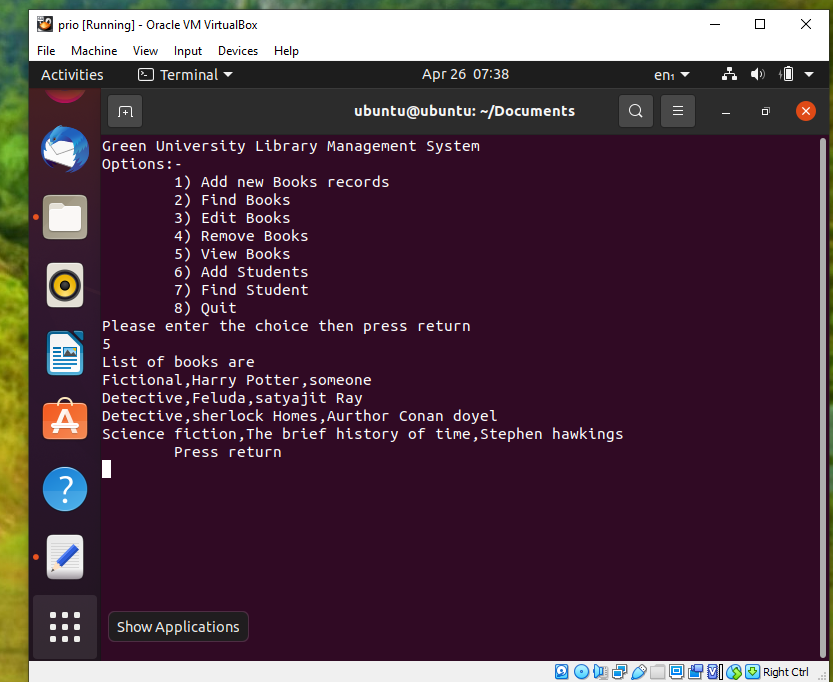 prio [Running] - Oracle VM VirtualBox
File Machine View Input Devices Help
Activities Terminal Apr 26 07:38 en₁
ubuntu@ubuntu: ~/Documents
Green University Library Management System
Options:-
1) Add new Books records
2) Find Books
3) Edit Books
4) Remove Books
5) View Books
6) Add Students
7) Find Student
8) Quit
Please enter the choice then press return
5
List of books are
Fictional,Harry Potter,someone
Detective,Feluda,satyajit Ray
Detective,sherlock Homes,Aurthor Conan doyel
Science fiction,The brief history of time,Stephen hawkings
Press return
Show Applications
Right Ctrl